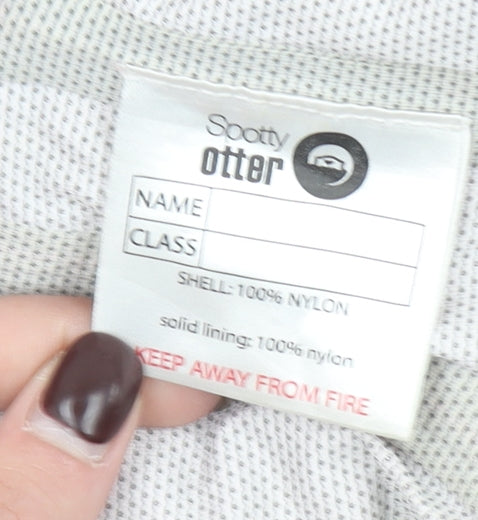 Spotty
otter
NAME
CLASS
SHELL: 100% NYLON
solid lining: 100% nylon
KEEP AWAY FROM FIRE